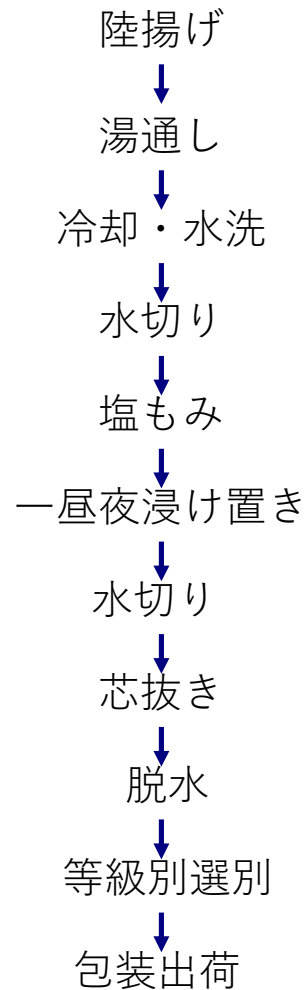 陸揚げ
湯通し
冷却・水洗
水切り
塩もみ
一昼夜浸け置き
水切り
芯抜き
脱水
等級別選別
包装出荷